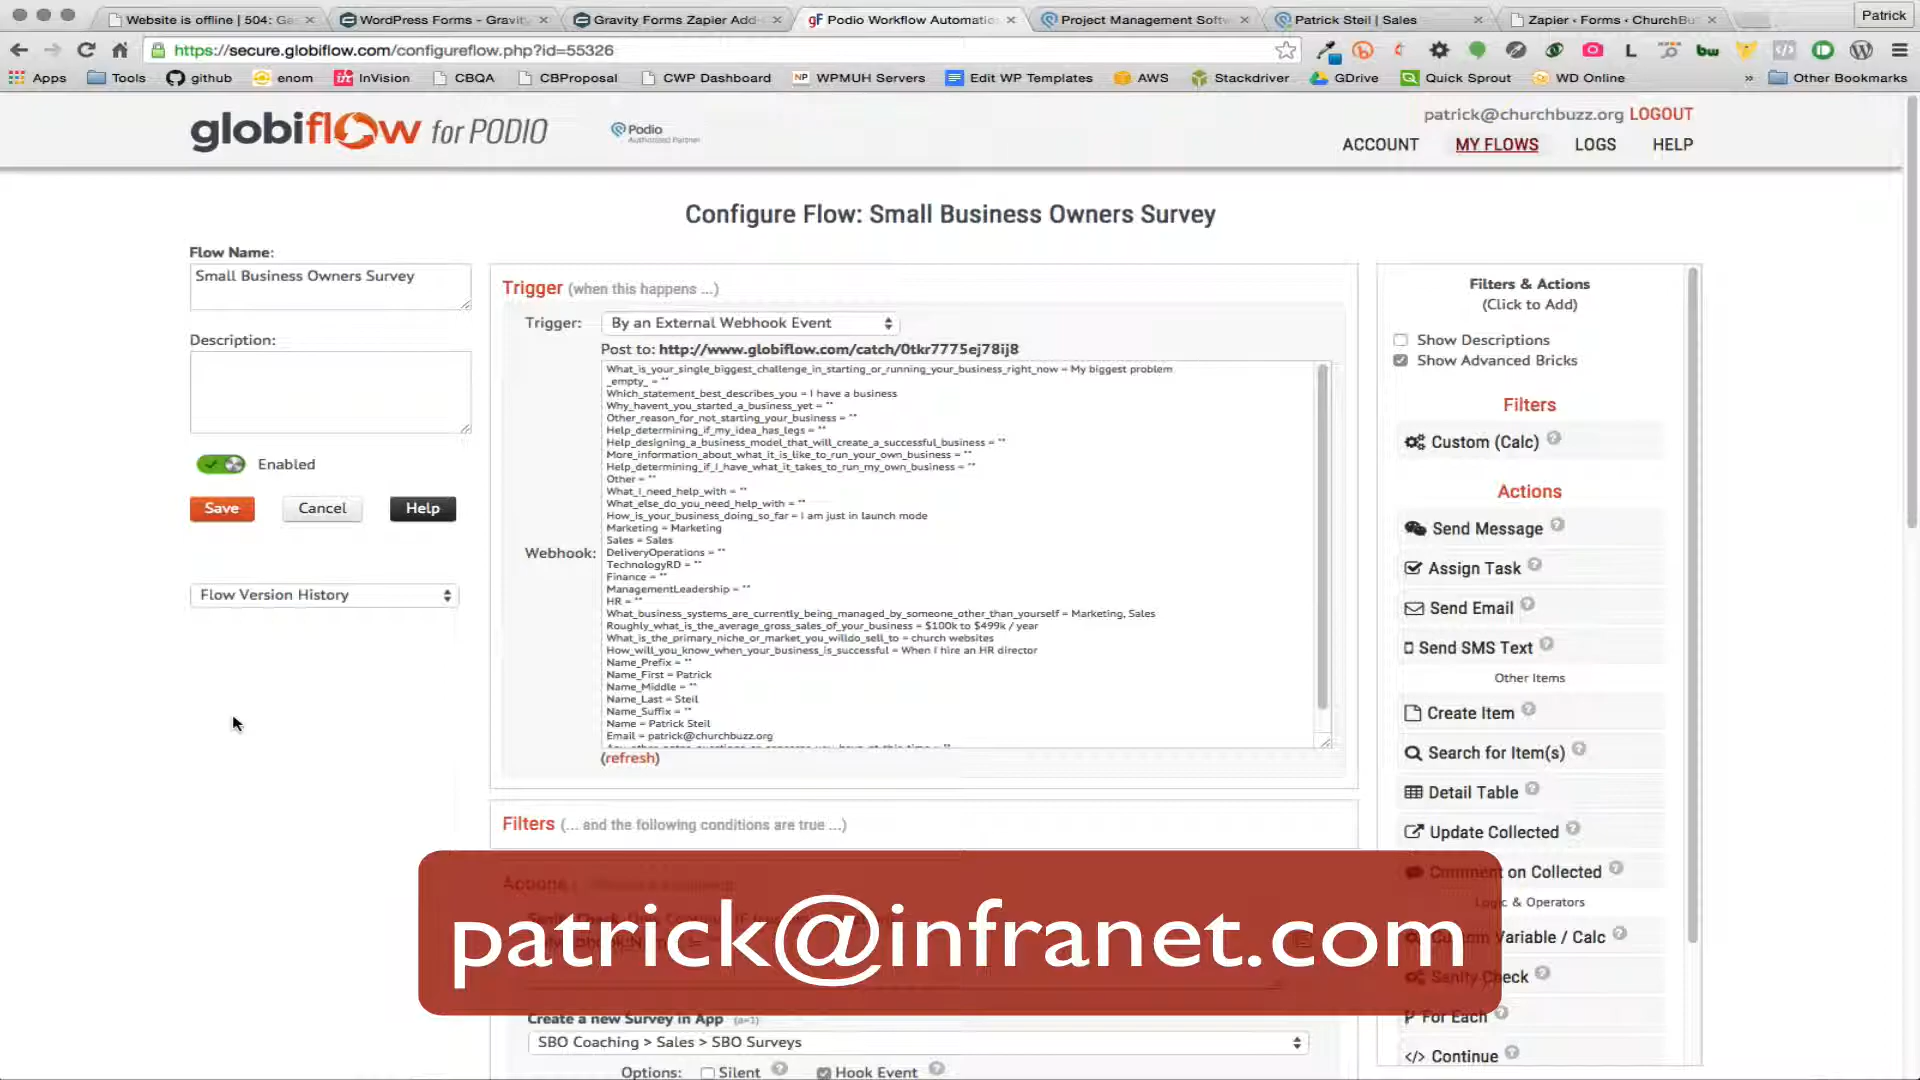 Website is offline | 504: Ga
WordPress Forms - Gravity
Gravity Forms Zapier Add-
Podio Workflow Automatio
Project Management Softw
Patrick Steil | Sales
Zapier ‹ Forms ‹ ChurchBu
Patrick
https://secure.globiflow.com/configureflow.php?id=55326
Apps
Tools
github
enom
InVision
CBQA
CBProposal
CWP Dashboard
WPMUH Servers
Edit WP Templates
AWS
Stackdriver
GDrive
Quick Sprout
WD Online
»
Other Bookmarks
globiflow for PODIO
Podio
Authorized Partner
patrick@churchbuzz.org LOGOUT
ACCOUNT MY FLOWS LOGS HELP
Configure Flow: Small Business Owners Survey
Flow Name:
Small Business Owners Survey
Description:
Enabled
Save Cancel Help
Flow Version History
Trigger (when this happens ...)
Trigger: By an External Webhook Event
Post to: http://www.globiflow.com/catch/0tkr7775ej78ij8
Webhook:
What_is_your_single_biggest_challenge_in_starting_or_running_your_business_right_now = My biggest problem
_empty_ = ""
Which_statement_best_describes_you = I have a business
Why_havent_you_started_a_business_yet = ""
Other_reason_for_not_starting_your_business = ""
Help_determining_if_my_idea_has_legs = ""
Help_designing_a_business_model_that_will_create_a_successful_business = ""
More_information_about_what_it_is_like_to_run_your_own_business = ""
Help_determining_if_I_have_what_it_takes_to_run_my_own_business = ""
Other = ""
What_I_need_help_with = ""
What_else_do_you_need_help_with = ""
How_is_your_business_doing_so_far = I am just in launch mode
Marketing = Marketing
Sales = Sales
DeliveryOperations = ""
TechnologyRD = ""
Finance = ""
ManagementLeadership = ""
HR = ""
What_business_systems_are_currently_being_managed_by_someone_other_than_yourself = Marketing, Sales
Roughly_what_is_the_average_gross_sales_of_your_business = $100k to $499k / year
What_is_the_primary_niche_or_market_you_willdo_sell_to = church websites
How_will_you_know_when_your_business_is_successful = When I hire an HR director
Name_Prefix = ""
Name_First = Patrick
Name_Middle = ""
Name_Last = Steil
Name_Suffix = ""
Name = Patrick Steil
Email = patrick@churchbuzz.org
(refresh)
Filters (... and the following conditions are true ...)
Actions
patrick@infranet.com
Create a new Survey in App (a=1)
SBO Coaching > Sales > SBO Surveys
Options: Silent Hook Event
Filters & Actions
(Click to Add)
Show Descriptions
Show Advanced Bricks
Filters
Custom (Calc)
Actions
Send Message
Assign Task
Send Email
Send SMS Text
Other Items
Create Item
Search for Item(s)
Detail Table
Update Collected
Comment on Collected
Logic & Operators
Custom Variable / Calc
Sanity Check
For Each
Continue